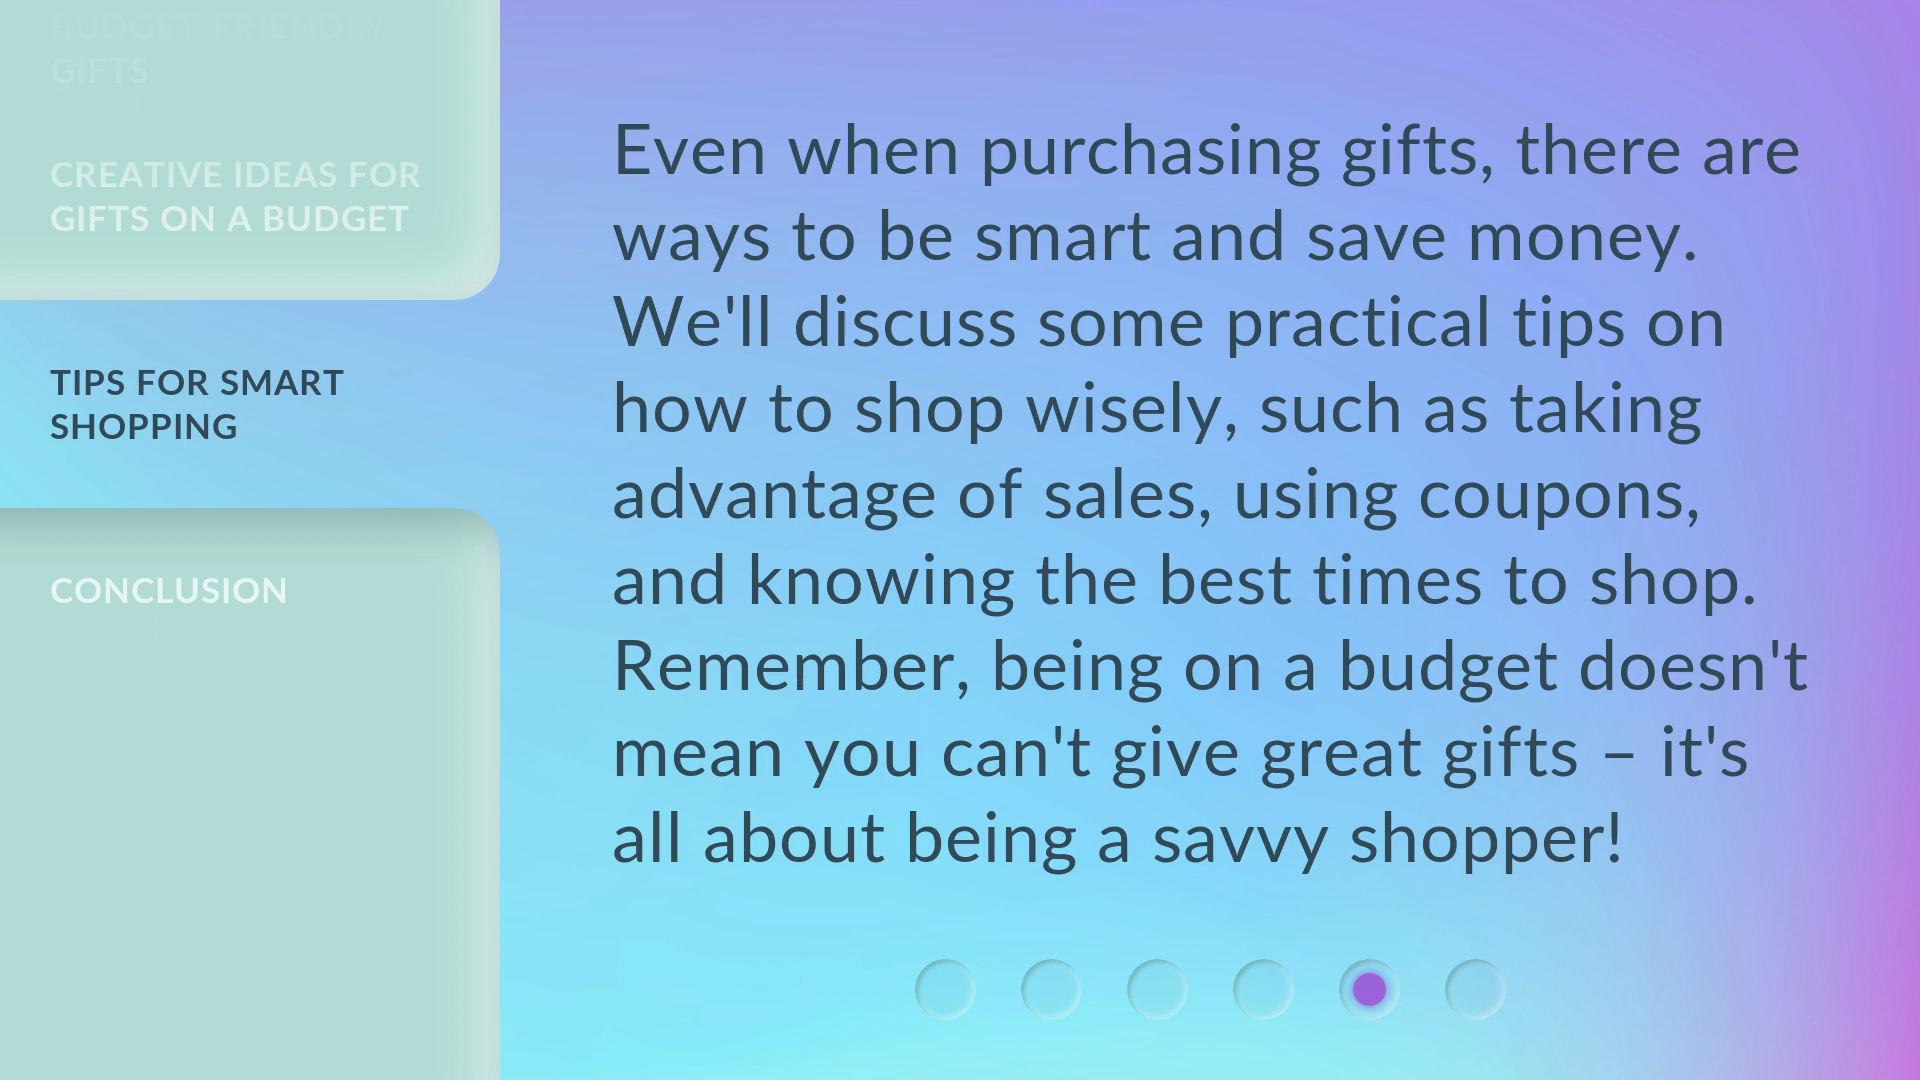 BUDGET-FRIENDLY
GIFTS
CREATIVE IDEAS FOR
GIFTS ON A BUDGET
TIPS FOR SMART
SHOPPING
CONCLUSION
Even when purchasing gifts, there are
ways to be smart and save money.
We'll discuss some practical tips on
how to shop wisely, such as taking
advantage of sales, using coupons,
and knowing the best times to shop.
Remember, being on a budget doesn't
mean you can't give great gifts – it's
all about being a savvy shopper!